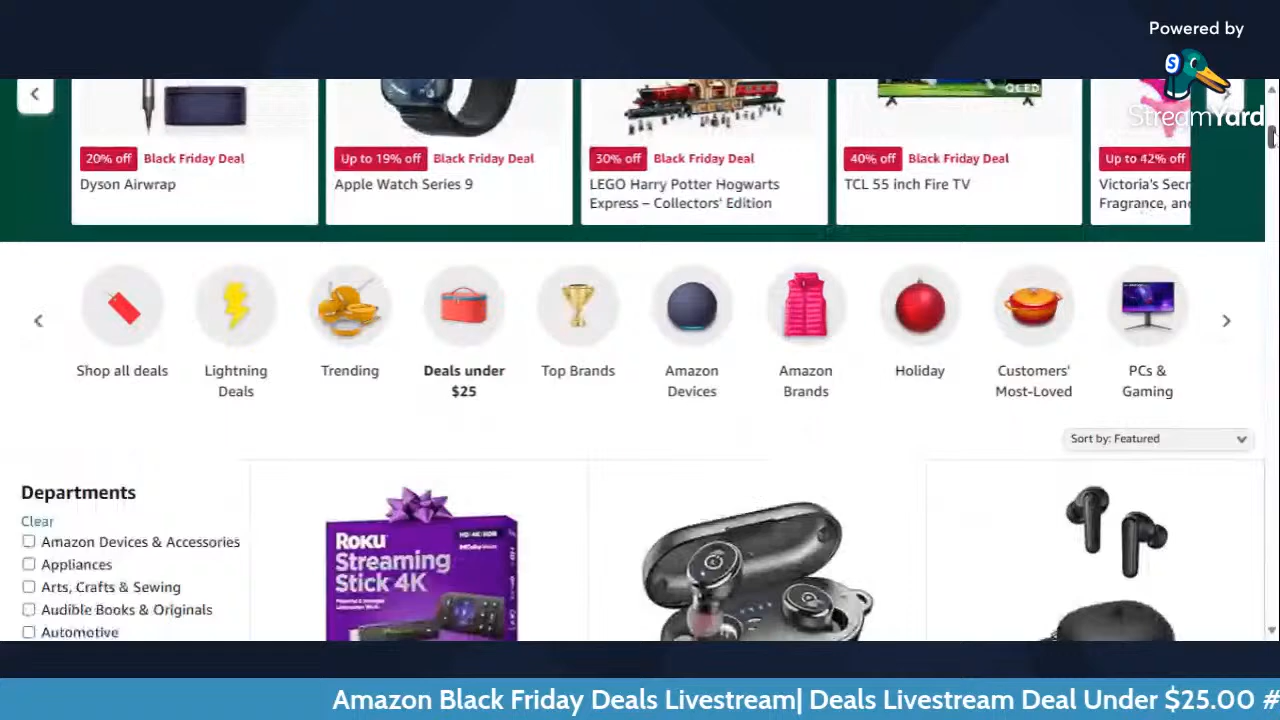 Powered by
S
StreamYard
QLED
20% off Black Friday Deal
Dyson Airwrap
Up to 19% off Black Friday Deal
Apple Watch Series 9
30% off Black Friday Deal
LEGO Harry Potter Hogwarts
Express – Collectors' Edition
40% off Black Friday Deal
TCL 55 inch Fire TV
Up to 42% off
Victoria's Secr
Fragrance, an
Shop all deals
Lightning
Deals
Trending
Deals under
$25
Top Brands
Amazon
Devices
Amazon
Brands
Holiday
Customers'
Most-Loved
PCs &
Gaming
Sort by: Featured
Departments
Clear
Amazon Devices & Accessories
Appliances
Arts, Crafts & Sewing
Audible Books & Originals
Automotive
Roku
Streaming
Stick 4K
Amazon Black Friday Deals Livestream| Deals Livestream Deal Under $25.00 #